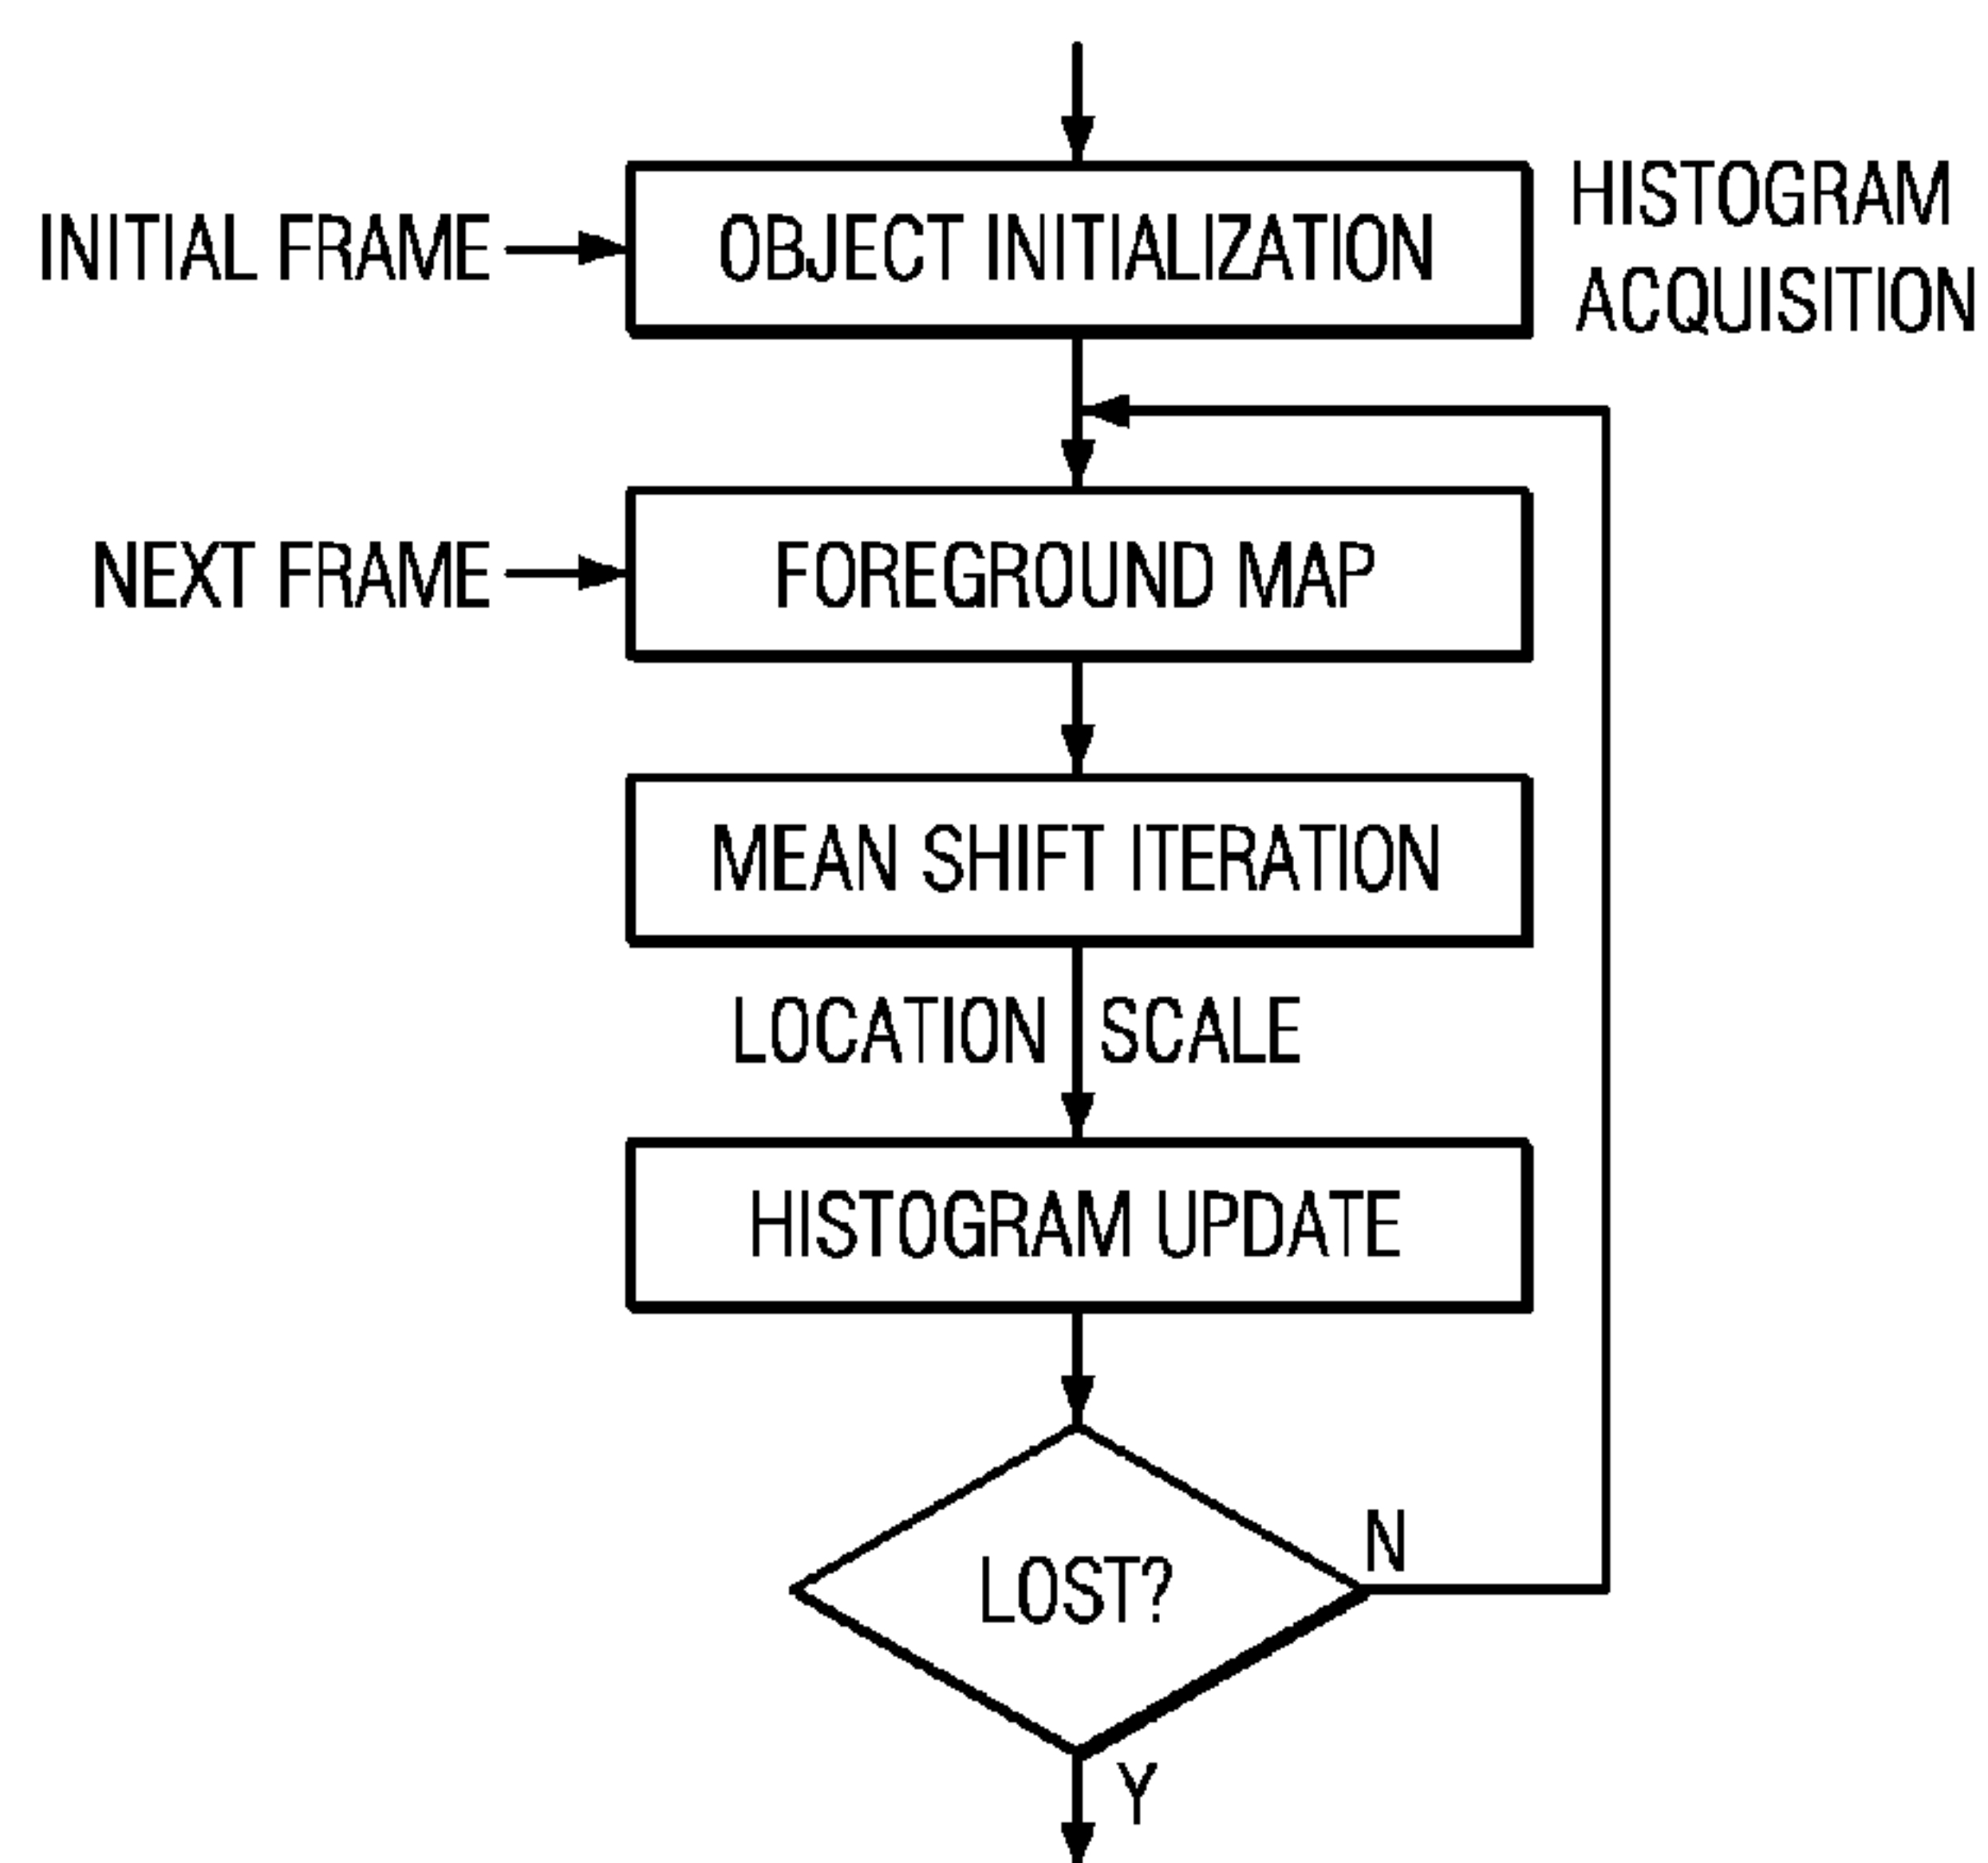 INITIAL FRAME
OBJECT INITIALIZATION
HISTOGRAM
ACQUISITION
NEXT FRAME
FOREGROUND MAP
MEAN SHIFT ITERATION
LOCATION SCALE
HISTOGRAM UPDATE
LOST?
N
Y